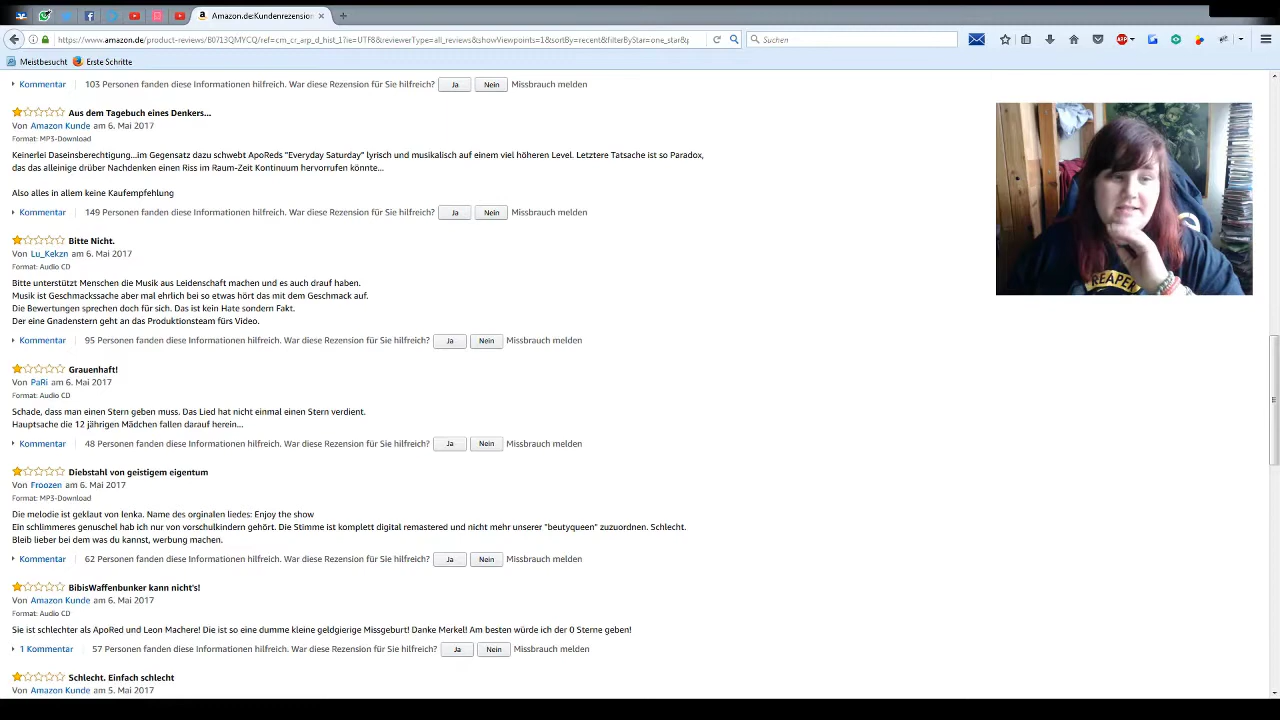 Amazon.de:Kundenrezension
https://www.amazon.de/product-reviews/B0713QMYCQ/ref=cm_cr_arp_d_hist_1?ie=UTF8&reviewerType=all_reviews&showViewpoints=1&sortBy=recent&filterByStar=one_star&p
Suchen
Meistbesucht Erste Schritte
Kommentar | 103 Personen fanden diese Informationen hilfreich. War diese Rezension für Sie hilfreich? Ja Nein Missbrauch melden
Aus dem Tagebuch eines Denkers...
Von Amazon Kunde am 6. Mai 2017
Format: MP3-Download
Keinerlei Daseinsberechtigung...im Gegensatz dazu schwebt ApoReds "Everyday Saturday" lyrisch und musikalisch auf einem viel höheren Level. Letztere Tatsache ist so Paradox,
das das alleinige drüber Nachdenken einen Riss im Raum-Zeit Kontinuum hervorrufen könnte...
Also alles in allem keine Kaufempfehlung
Kommentar | 149 Personen fanden diese Informationen hilfreich. War diese Rezension für Sie hilfreich? Ja Nein Missbrauch melden
Bitte Nicht.
Von Lu_Kekzn am 6. Mai 2017
Format: Audio CD
Bitte unterstützt Menschen die Musik aus Leidenschaft machen und es auch drauf haben.
Musik ist Geschmackssache aber mal ehrlich bei so etwas hört das mit dem Geschmack auf.
Die Bewertungen sprechen doch für sich. Das ist kein Hate sondern Fakt.
Der eine Gnadenstern geht an das Produktionsteam fürs Video.
Kommentar | 95 Personen fanden diese Informationen hilfreich. War diese Rezension für Sie hilfreich? Ja Nein Missbrauch melden
Grauenhaft!
Von PaRi am 6. Mai 2017
Format: Audio CD
Schade, dass man einen Stern geben muss. Das Lied hat nicht einmal einen Stern verdient.
Hauptsache die 12 jährigen Mädchen fallen darauf herein...
Kommentar | 48 Personen fanden diese Informationen hilfreich. War diese Rezension für Sie hilfreich? Ja Nein Missbrauch melden
Diebstahl von geistigem eigentum
Von Froozen am 6. Mai 2017
Format: MP3-Download
Die melodie ist geklaut von lenka. Name des orginalen liedes: Enjoy the show
Ein schlimmeres genuschel hab ich nur von vorschulkindern gehört. Die Stimme ist komplett digital remastered und nicht mehr unserer "beutyqueen" zuzuordnen. Schlecht.
Bleib lieber bei dem was du kannst, werbung machen.
Kommentar | 62 Personen fanden diese Informationen hilfreich. War diese Rezension für Sie hilfreich? Ja Nein Missbrauch melden
BibisWaffenbunker kann nicht's!
Von Amazon Kunde am 6. Mai 2017
Format: Audio CD
Sie ist schlechter als ApoRed und Leon Machere! Die ist so eine dumme kleine geldgierige Missgeburt! Danke Merkel! Am besten würde ich der 0 Sterne geben!
1 Kommentar | 57 Personen fanden diese Informationen hilfreich. War diese Rezension für Sie hilfreich? Ja Nein Missbrauch melden
Schlecht. Einfach schlecht
Von Amazon Kunde am 5. Mai 2017
REAPER